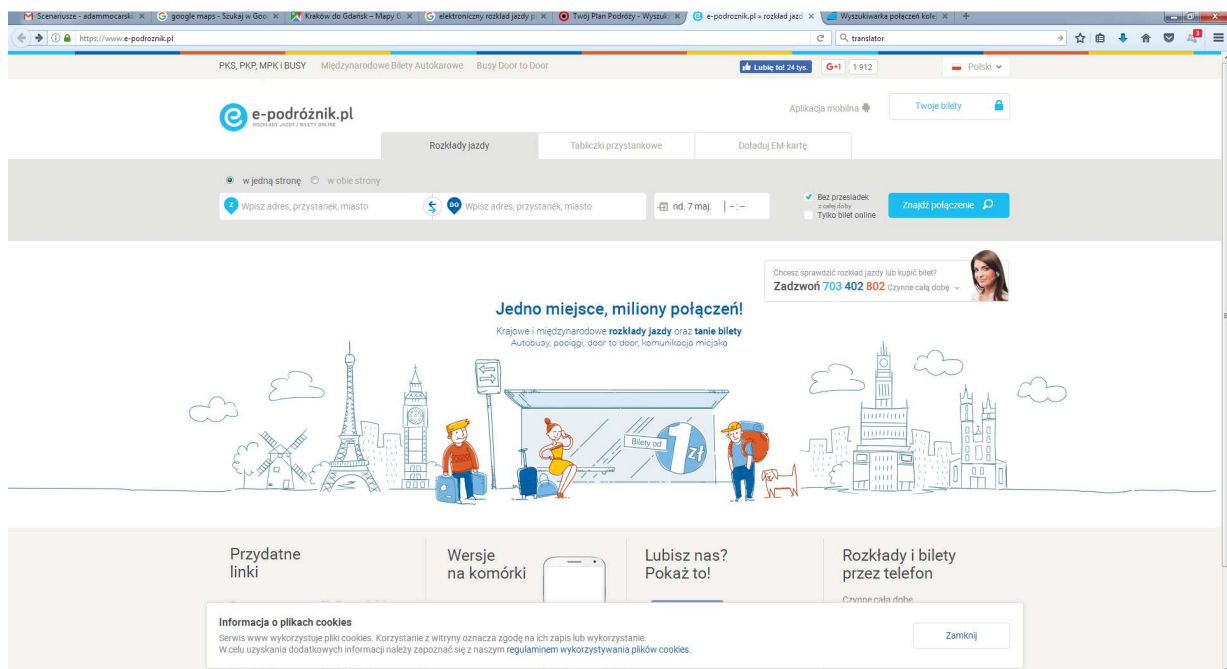 Scenariusze - adammocarski
google maps - Szukaj w Goo
Kraków do Gdańsk – Mapy G
elektroniczny rozkład jazdy p
Twój Plan Podróży - Wyszuki
e-podroznik.pl » rozkład jazd
Wyszukiwarka połączeń kolej
https://www.e-podroznik.pl
translator
PKS, PKP, MPK i BUSY Międzynarodowe Bilety Autokarowe Busy Door to Door
Lubię to! 24 tys. G+1 1 912
Polski
e-podróżnik.pl
ROZKŁADY JAZDY / BILETY ONLINE
Aplikacja mobilna
Twoje bilety
Rozkłady jazdy
Tabliczki przystankowe
Doładuj EM-kartę
w jedną stronę w obie strony
Z Wpisz adres, przystanek, miasto
DO Wpisz adres, przystanek, miasto
nd. 7 maj. –:–
Bez przesiadek
z całej doby
Tylko bilet online
Znajdź połączenie
Chcesz sprawdzić rozkład jazdy lub kupić bilet?
Zadzwoń 703 402 802 Czynne całą dobę
Jedno miejsce, miliony połączeń!
Krajowe i międzynarodowe rozkłady jazdy oraz tanie bilety
Autobusy, pociągi, door to door, komunikacja miejska
Bilety od
1 zł
Przydatne
linki
Wersje
na komórki
Lubisz nas?
Pokaż to!
Rozkłady i bilety
przez telefon
Czynne całą dobę
Informacja o plikach cookies
Serwis www wykorzystuje pliki cookies. Korzystanie z witryny oznacza zgodę na ich zapis lub wykorzystanie.
W celu uzyskania dodatkowych informacji należy zapoznać się z naszym regulaminem wykorzystywania plików cookies.
Zamknij